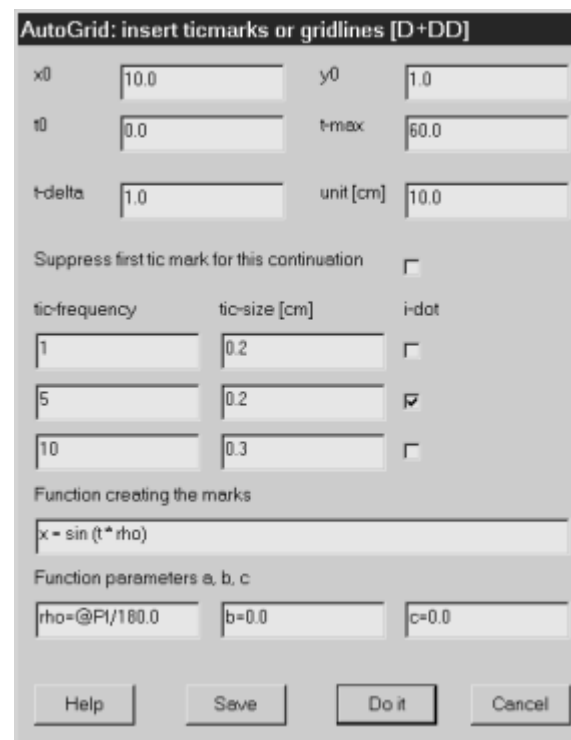 AutoGrid: insert ticmarks or gridlines [D+DD]
x0 10.0 y0 1.0
t0 0.0 t-max 60.0
t-delta 1.0 unit [cm] 10.0
Suppress first tic mark for this continuation
tic-frequency tic-size [cm] i-dot
1 0.2
5 0.2
10 0.3
Function creating the marks
x = sin (t * rho)
Function parameters a, b, c
rho=@PI/180.0 b=0.0 c=0.0
Help Save Do it Cancel